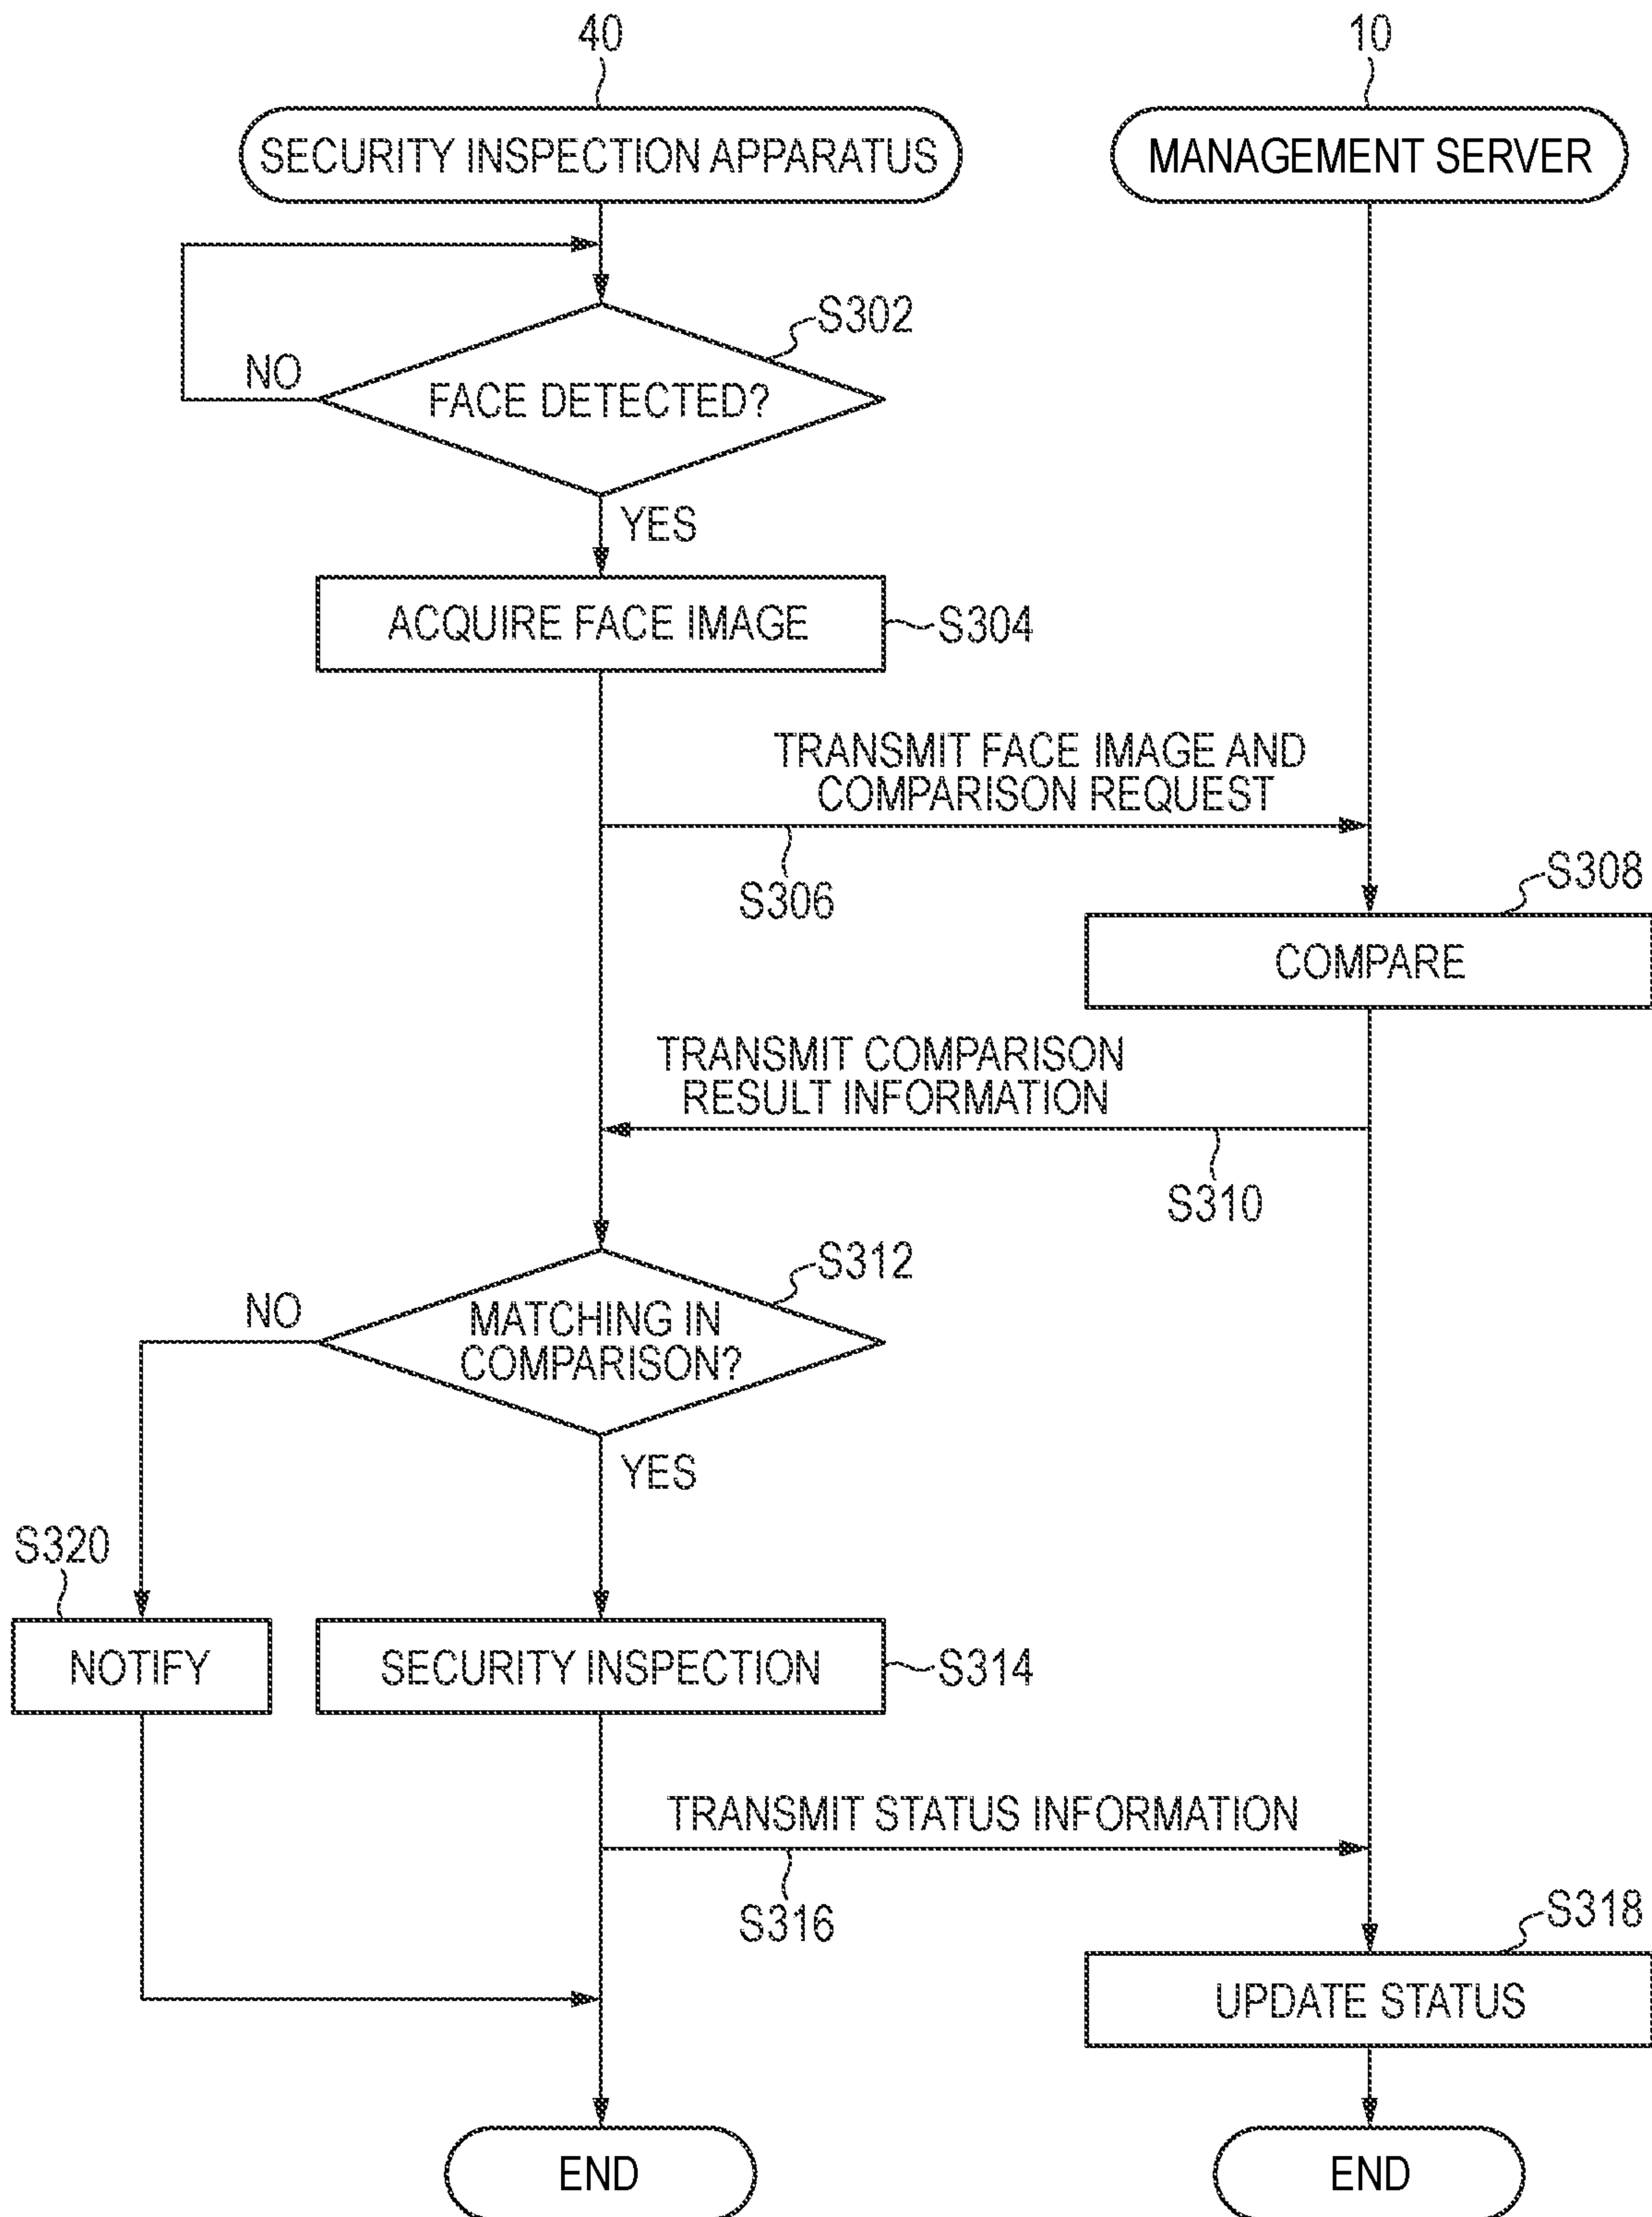 40
10
SECURITY INSPECTION APPARATUS
MANAGEMENT SERVER
S302
NO
FACE DETECTED?
YES
ACQUIRE FACE IMAGE
S304
TRANSMIT FACE IMAGE AND
COMPARISON REQUEST
S306
S308
COMPARE
TRANSMIT COMPARISON
RESULT INFORMATION
S310
S312
NO
MATCHING IN
COMPARISON?
YES
S320
NOTIFY
SECURITY INSPECTION
S314
TRANSMIT STATUS INFORMATION
S316
S318
UPDATE STATUS
END
END